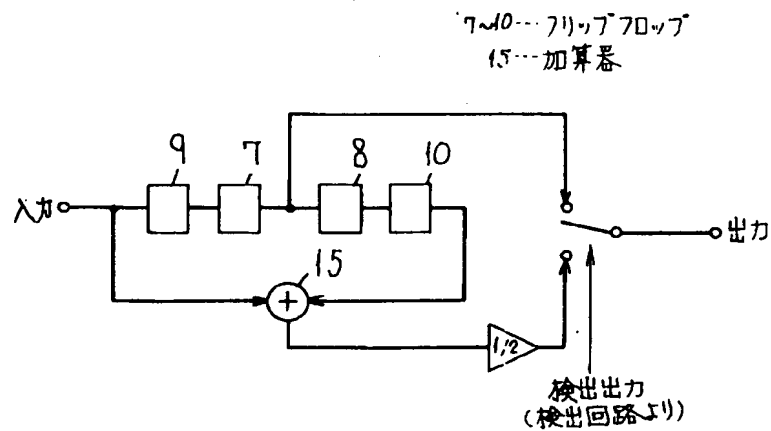 7~10…フリップフロップ
15…加算器
9 7 8 10
入力
出力
15
+
1/2
検出出力
(検出回路より)